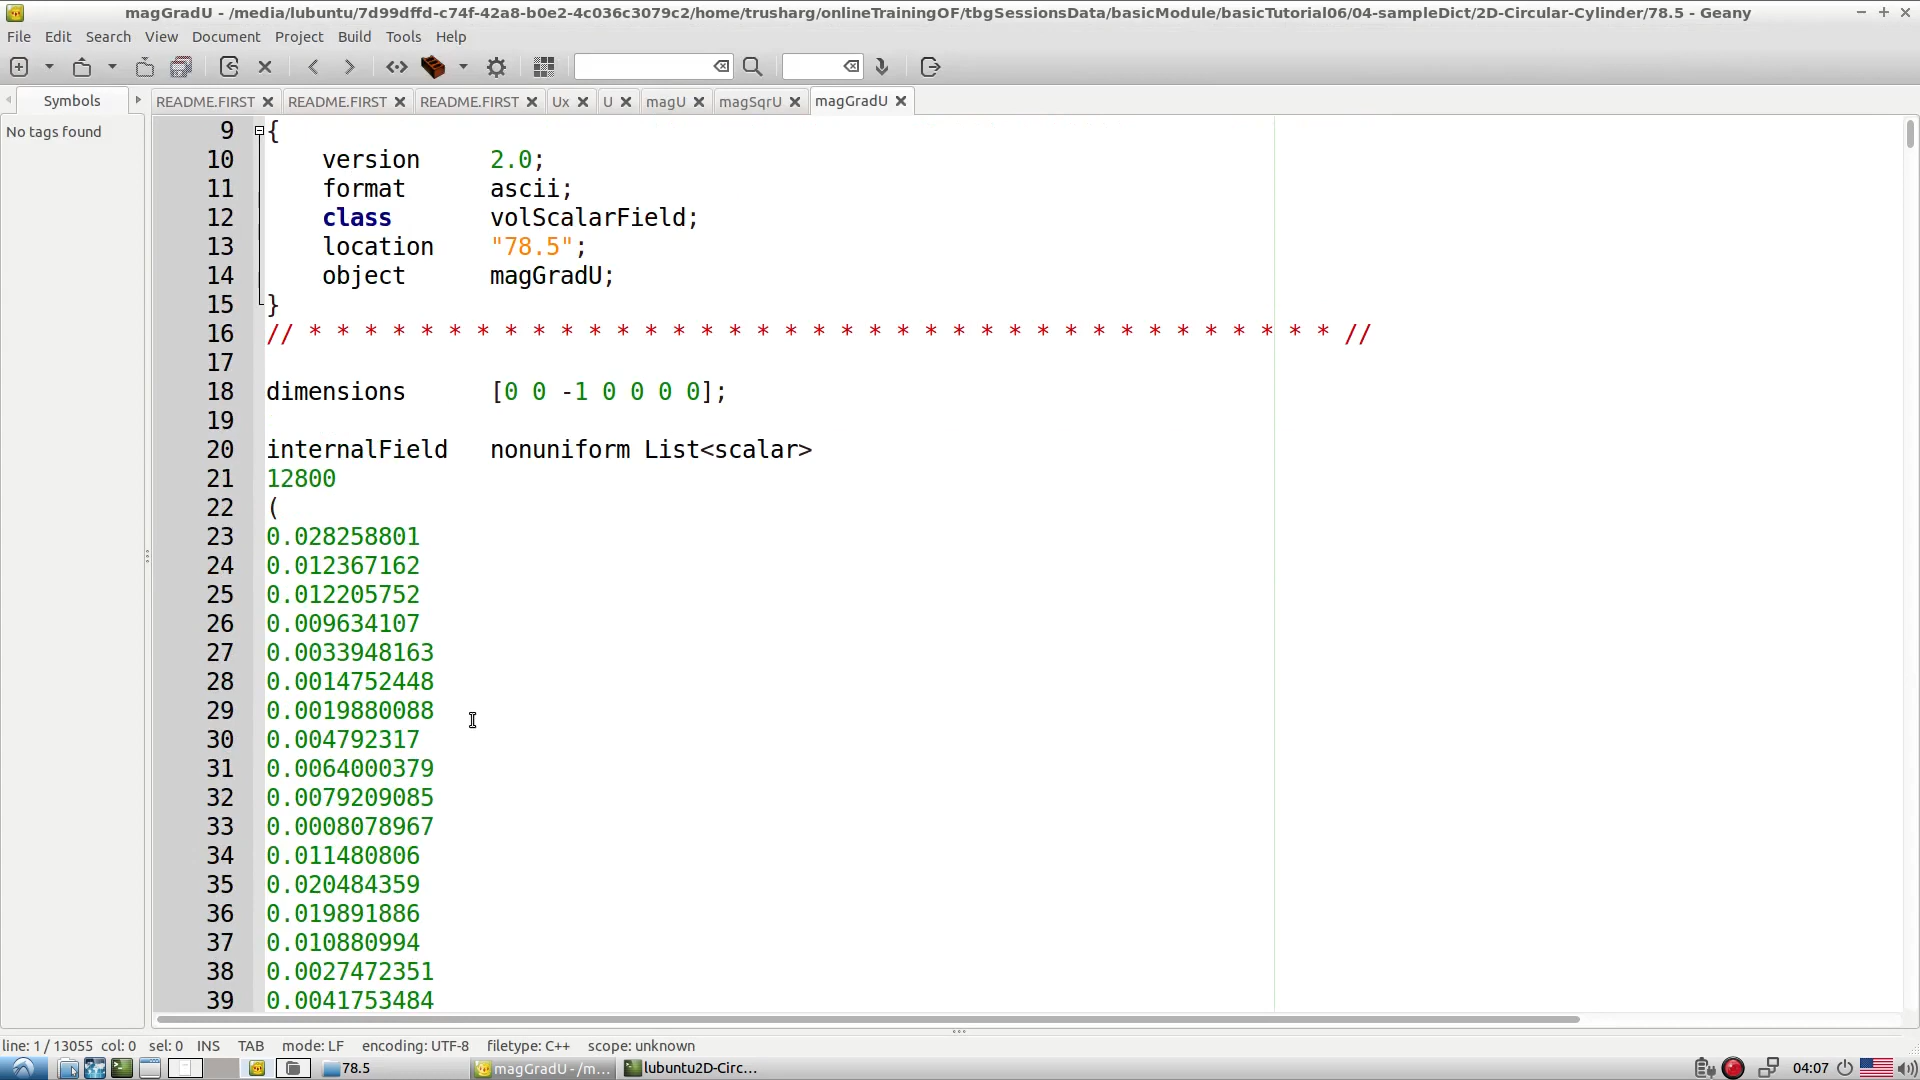 magGradU - /media/lubuntu/7d99dffd-c74f-42a8-b0e2-4c036c3079c2/home/trusharg/onlineTrainingOF/tbgSessionsData/basicModule/basicTutorial06/04-sampleDict/2D-Circular-Cylinder/78.5 - Geany
File Edit Search View Document Project Build Tools Help
Symbols README.FIRST README.FIRST README.FIRST Ux U magU magSqrU magGradU
No tags found
9 {
10 version 2.0;
11 format ascii;
12 class volScalarField;
13 location "78.5";
14 object magGradU;
15 }
16 // * * * * * * * * * * * * * * * * * * * * * * * * * * * * * * * * * * * * * //
17
18 dimensions [0 0 -1 0 0 0 0];
19
20 internalField nonuniform List<scalar>
21 12800
22 (
23 0.028258801
24 0.012367162
25 0.012205752
26 0.009634107
27 0.0033948163
28 0.0014752448
29 0.0019880088
30 0.004792317
31 0.0064000379
32 0.0079209085
33 0.0008078967
34 0.011480806
35 0.020484359
36 0.019891886
37 0.010880994
38 0.0027472351
39 0.0041753484
line: 1 / 13055 col: 0 sel: 0 INS TAB mode: LF encoding: UTF-8 filetype: C++ scope: unknown
78.5 magGradU - /m... lubuntu2D-Circ... 04:07